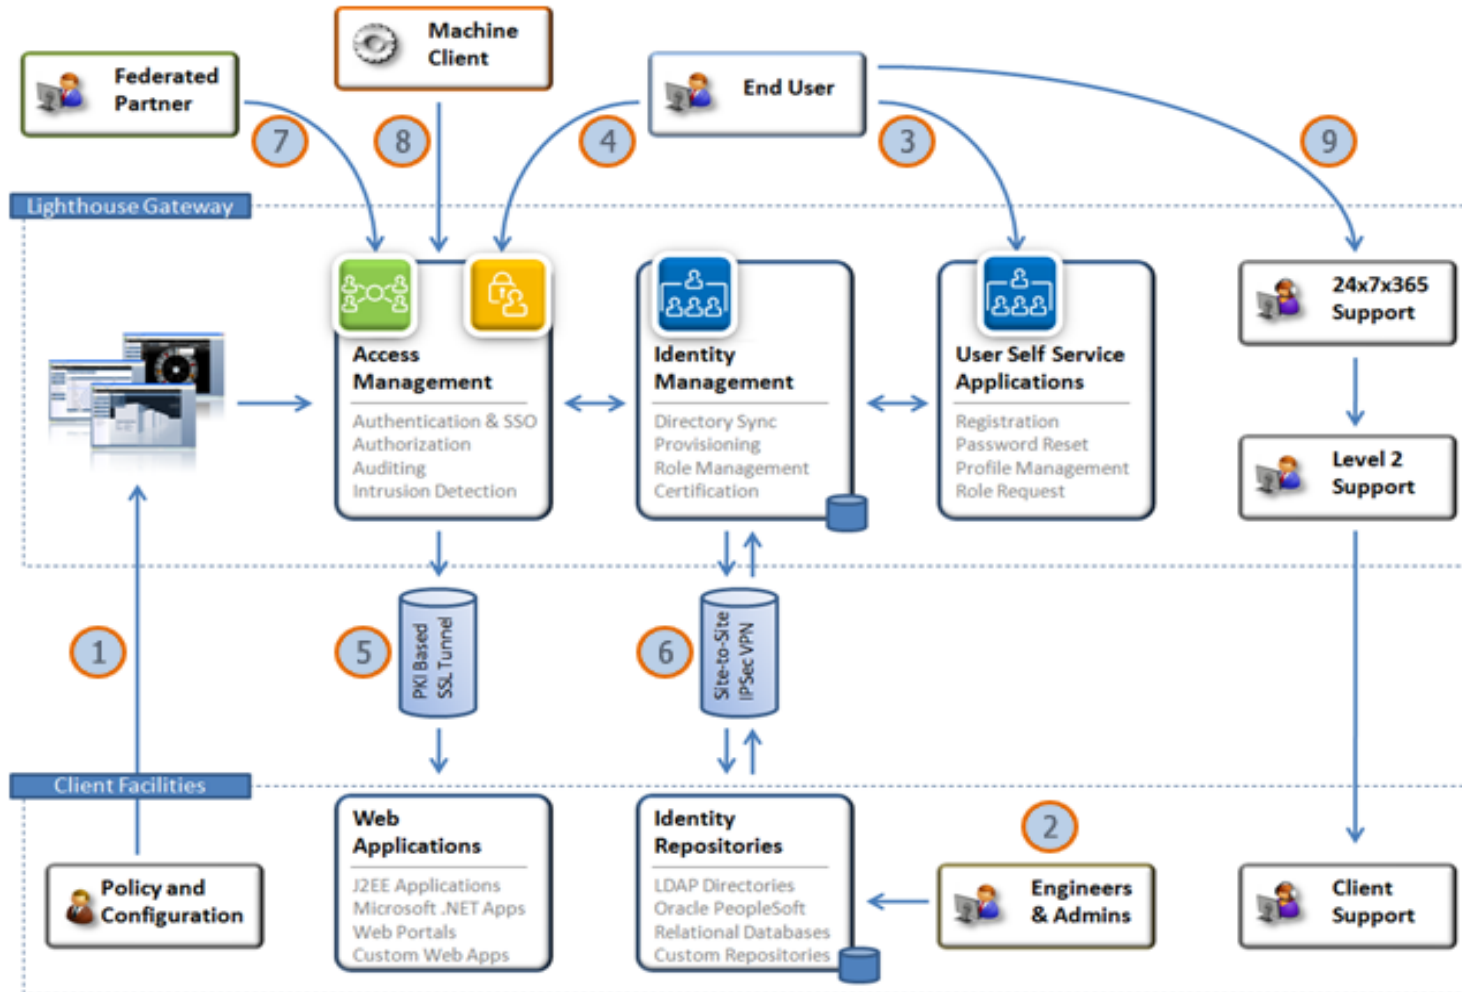 Machine
Client
Federated
Partner
End User
7
8
4
3
9
Lighthouse Gateway
Access
Management
Authentication & SSO
Authorization
Auditing
Intrusion Detection
Identity
Management
Directory Sync
Provisioning
Role Management
Certification
User Self Service
Applications
Registration
Password Reset
Profile Management
Role Request
24x7x365
Support
Level 2
Support
1
5
PKI Based
SSL Tunnel
6
Site-to-Site
IPSec VPN
Client Facilities
Policy and
Configuration
Web
Applications
J2EE Applications
Microsoft .NET Apps
Web Portals
Custom Web Apps
Identity
Repositories
LDAP Directories
Oracle PeopleSoft
Relational Databases
Custom Repositories
2
Engineers
& Admins
Client
Support